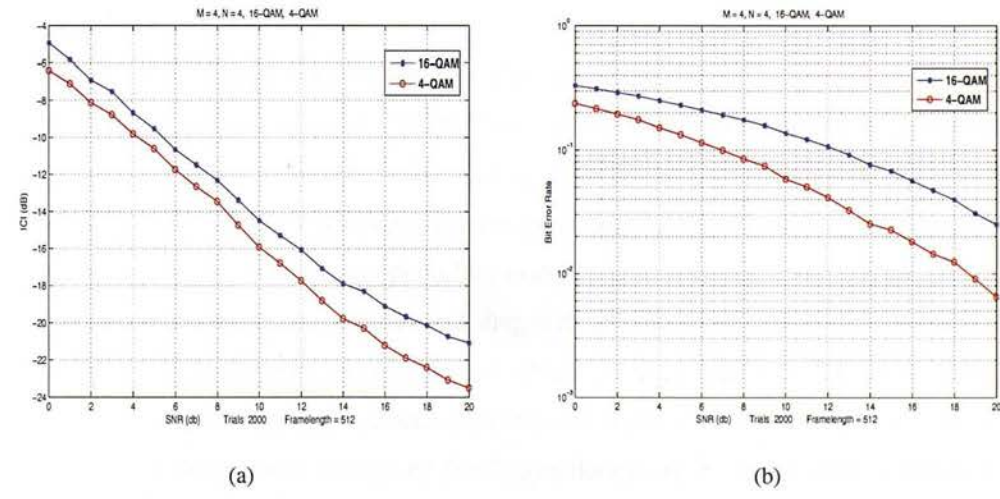 M = 4, N = 4, 16-QAM, 4-QAM
-4
-6
-8
-10
-12
-14
-16
-18
-20
-22
-24
ICI (dB)
16-QAM
4-QAM
0 2 4 6 8 10 12 14 16 18 20
SNR (db) Trials 2000 Framelength = 512
(a)
M = 4, N = 4, 16-QAM, 4-QAM
10^0
10^-1
10^-2
10^-3
Bit Error Rate
16-QAM
4-QAM
0 2 4 6 8 10 12 14 16 18 20
SNR (db) Trials 2000 Framelength = 512
(b)